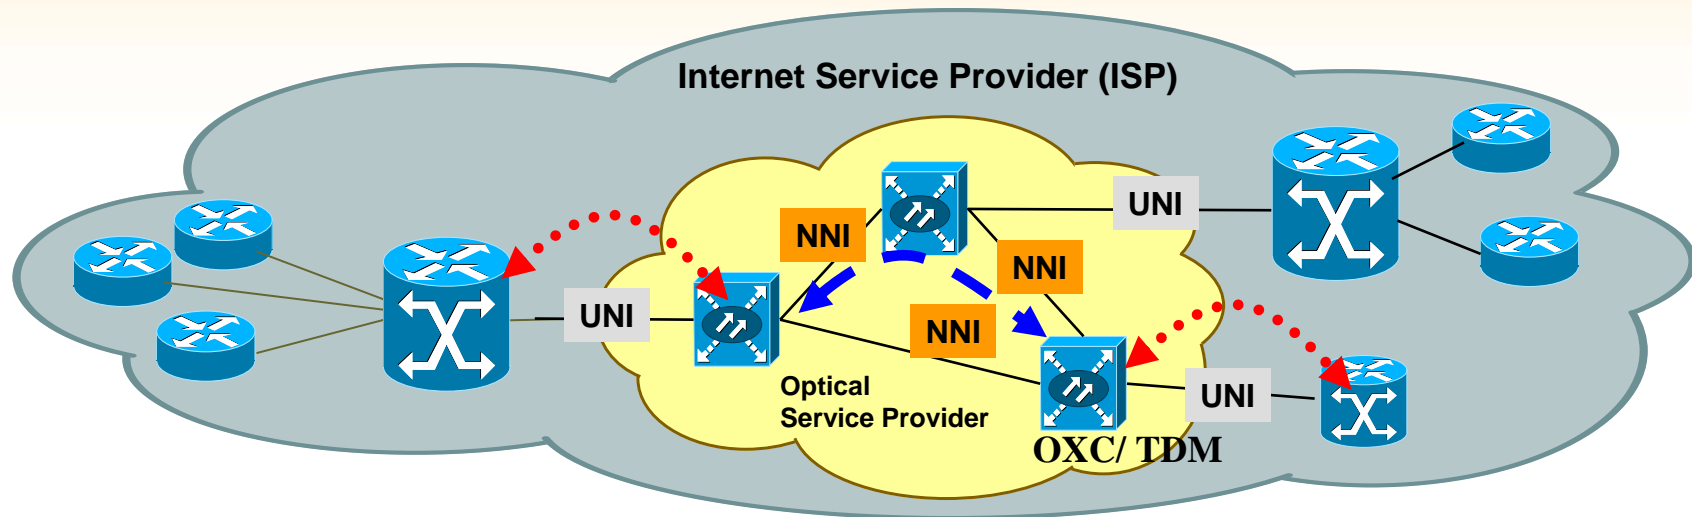 Internet Service Provider (ISP)
UNI
NNI
NNI
UNI
NNI
Optical
Service Provider
UNI
OXC/ TDM